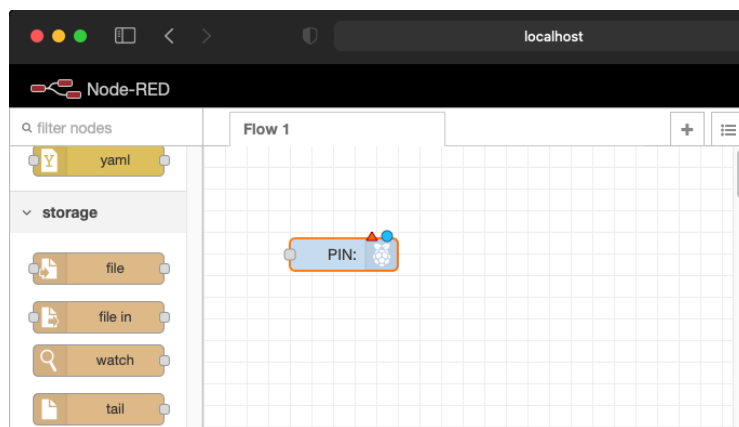 localhost
Node-RED
filter nodes
Flow 1
yaml
storage
PIN:
file
file in
watch
tail